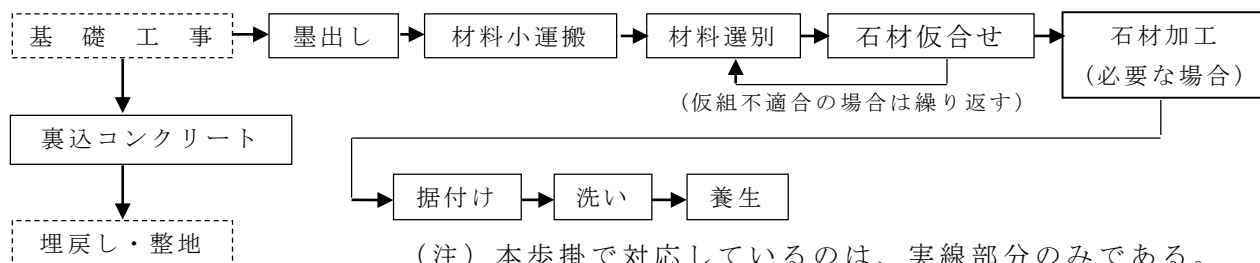 基礎工事
墨出し
材料小運搬
材料選別
石材仮合せ
石材加工
（必要な場合）
（仮組不適合の場合は繰り返す）
裏込コンクリート
据付け
洗い
養生
埋戻し・整地
（注）本歩掛で対応しているのは、実線部分のみである。